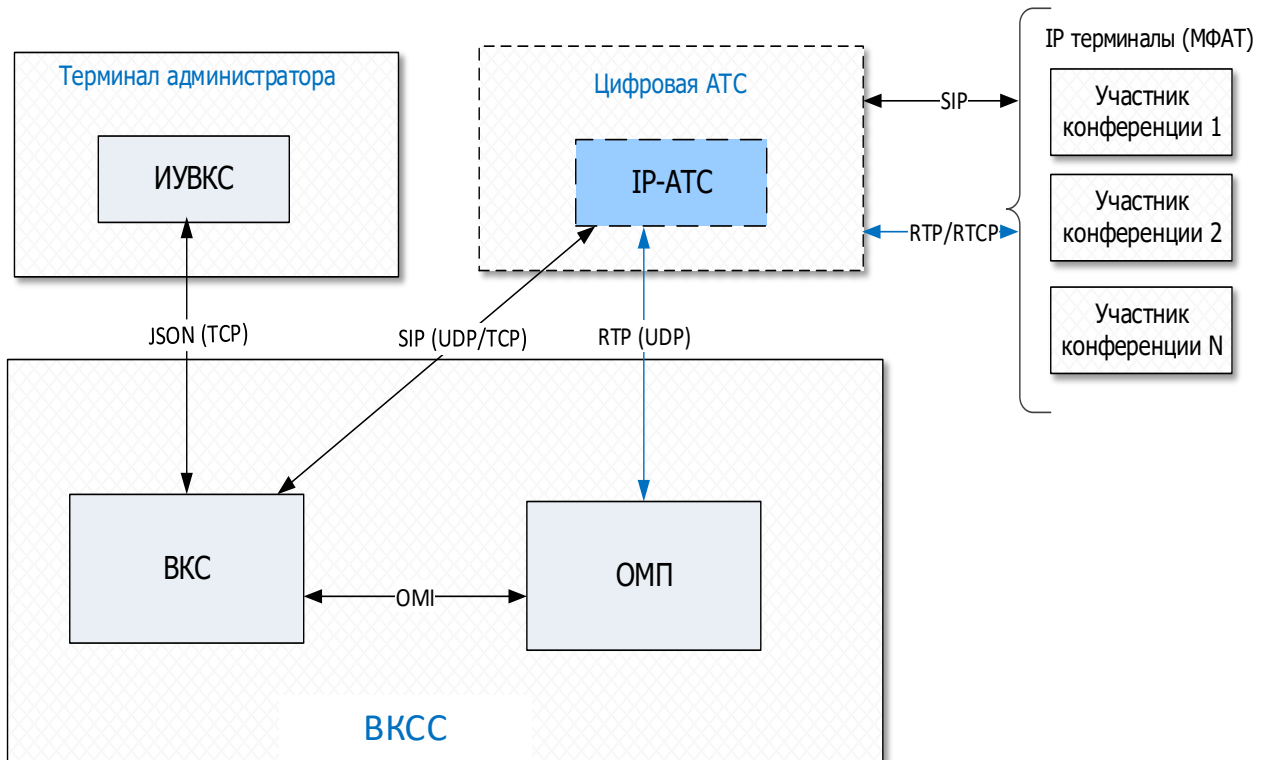 IP терминалы (МФАТ)
Терминал администратора
Цифровая АТС
ИУВКС
IP-АТС
SIP
RTP/RTCP
Участник
конференции 1
Участник
конференции 2
Участник
конференции N
JSON (TCP)
SIP (UDP/TCP)
RTP (UDP)
ВКС
ОМП
OMI
ВКСС